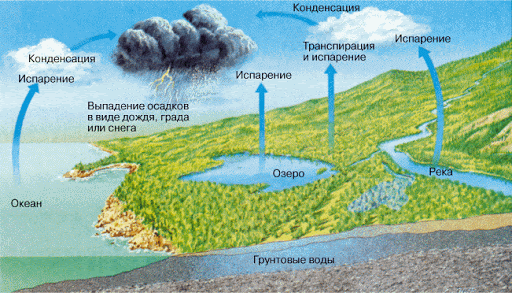 Конденсация
Конденсация
Испарение
Транспирация
и испарение
Испарение
Испарение
Выпадение осадков
в виде дождя, града
или снега
Озеро
Река
Океан
Грунтовые воды